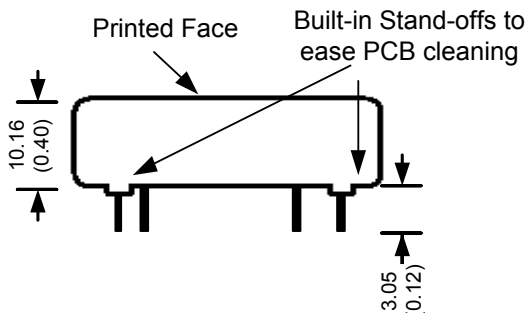 Printed Face
Built-in Stand-offs to
ease PCB cleaning
10.16
(0.40)
3.05
(0.12)